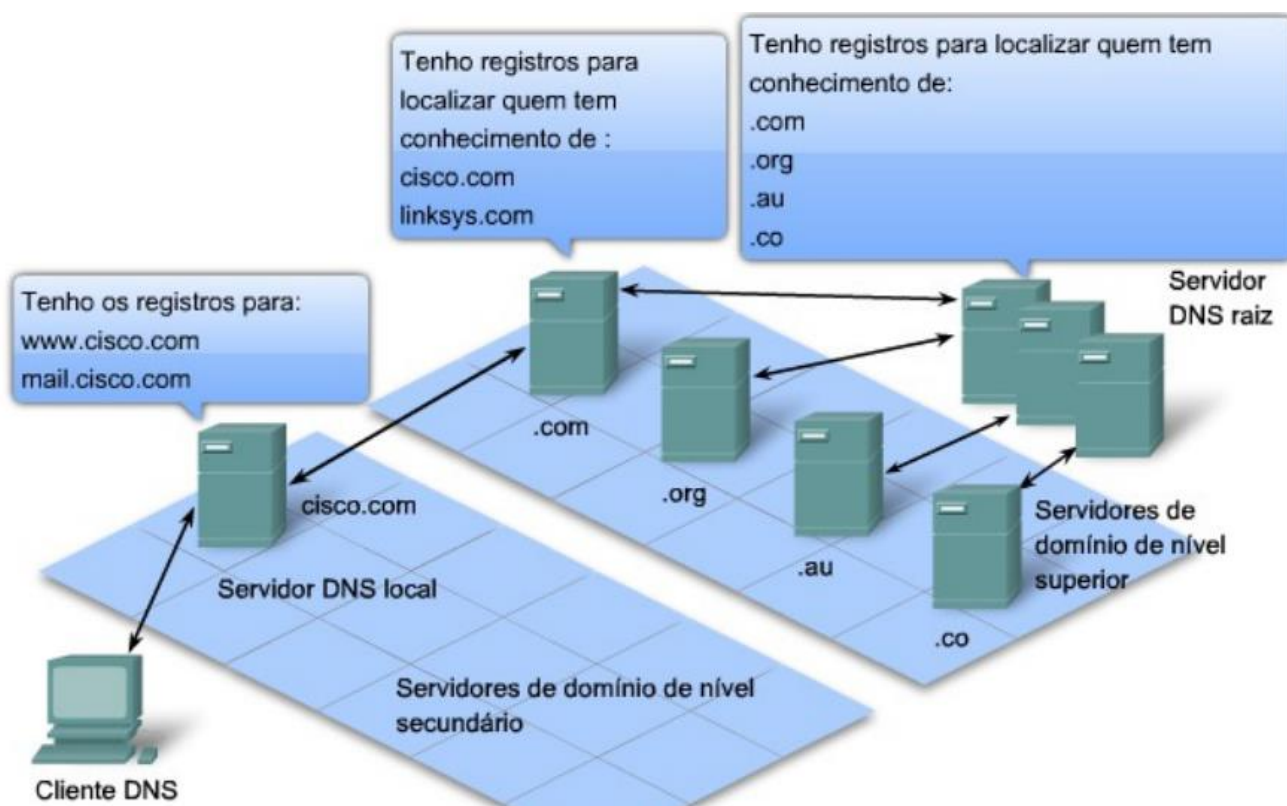 Tenho registros para
localizar quem tem
conhecimento de :
cisco.com
linksys.com
Tenho registros para localizar quem tem
conhecimento de:
.com
.org
.au
.co
Tenho os registros para:
www.cisco.com
mail.cisco.com
Servidor
DNS raiz
.com
.org
.au
.co
cisco.com
Servidores de
domínio de nível
superior
Servidor DNS local
Servidores de domínio de nível
secundário
Cliente DNS